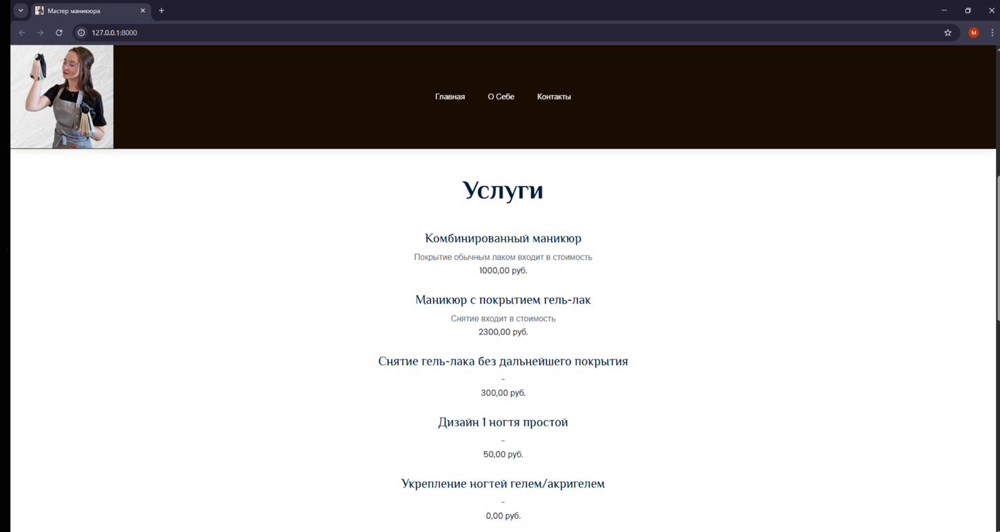 Мастер маникюра
127.0.0.1:8000
M
Главная О Себе Контакты
Услуги
Комбинированный маникюр
Покрытие обычным лаком входит в стоимость
1000,00 руб.
Маникюр с покрытием гель-лак
Снятие входит в стоимость
2300,00 руб.
Снятие гель-лака без дальнейшего покрытия
-
300,00 руб.
Дизайн 1 ногтя простой
-
50,00 руб.
Укрепление ногтей гелем/акригелем
-
0,00 руб.